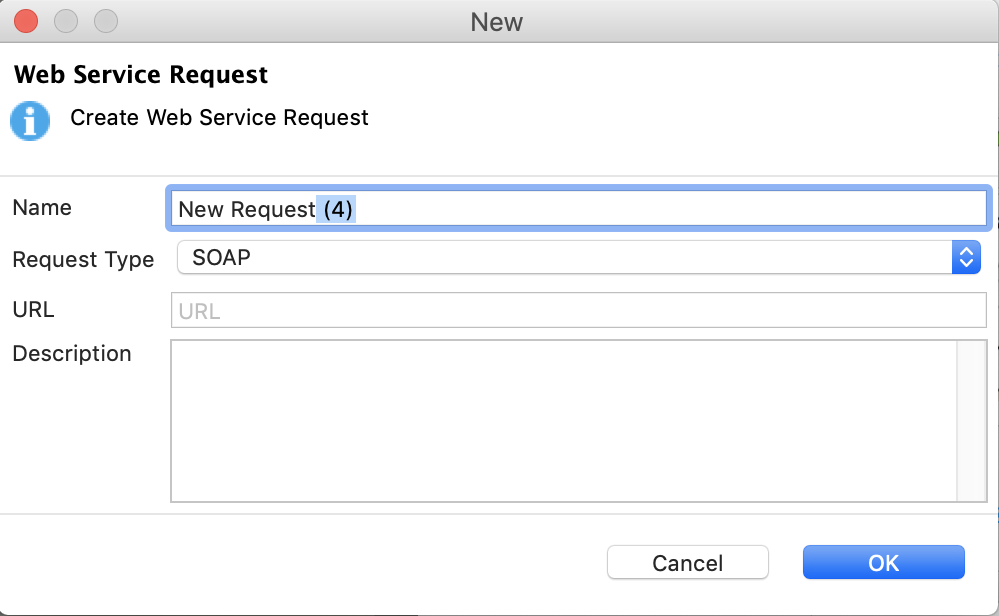 New
Web Service Request
Create Web Service Request
Name New Request (4)
Request Type SOAP
URL URL
Description
Cancel OK